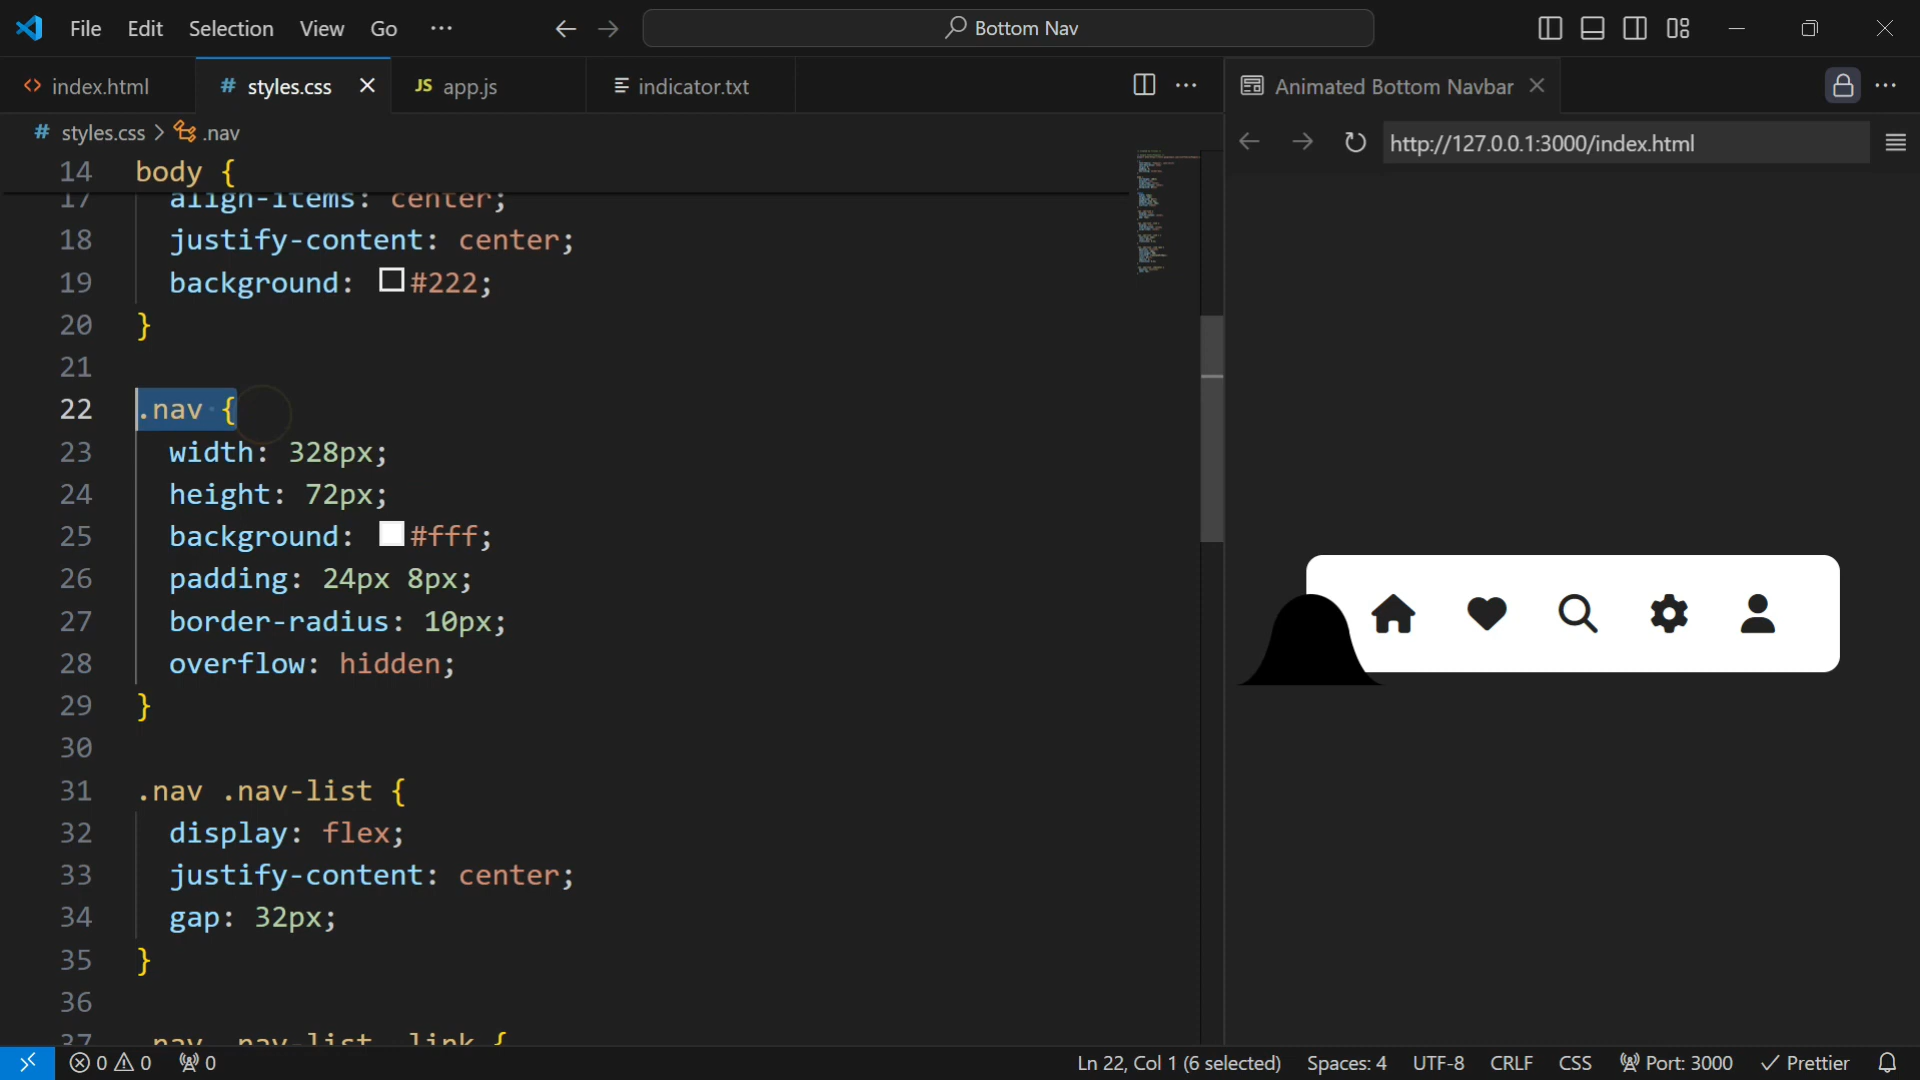 File Edit Selection View Go ··· Bottom Nav
index.html # styles.css JS app.js indicator.txt ··· Animated Bottom Navbar ···
# styles.css > .nav
http://127.0.0.1:3000/index.html
14 body {
17 align-items: center;
18 justify-content: center;
19 background: #222;
20 }
21
22 .nav {
23 width: 328px;
24 height: 72px;
25 background: #fff;
26 padding: 24px 8px;
27 border-radius: 10px;
28 overflow: hidden;
29 }
30
31 .nav .nav-list {
32 display: flex;
33 justify-content: center;
34 gap: 32px;
35 }
36
37 .nav .nav-list .link {
0 0 0 Ln 22, Col 1 (6 selected) Spaces: 4 UTF-8 CRLF CSS Port: 3000 Prettier